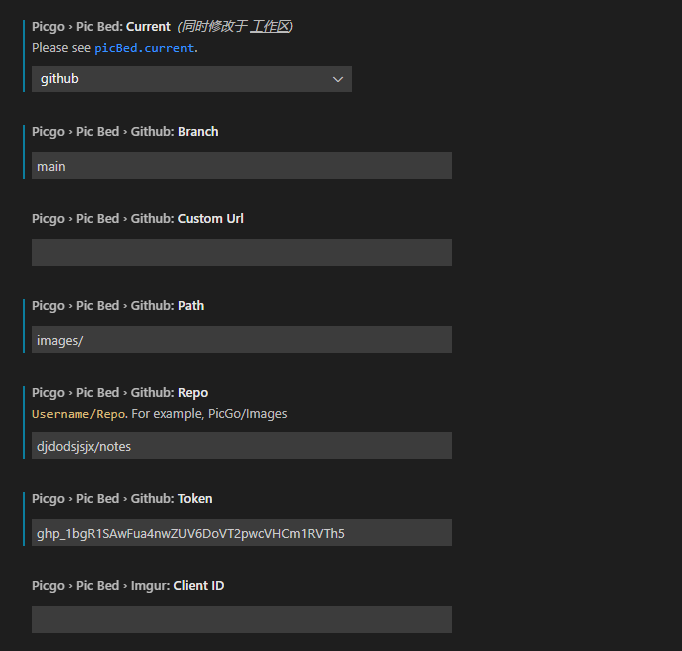 Picgo › Pic Bed: Current (同时修改于 工作区)
Please see picBed.current.
github
Picgo › Pic Bed › Github: Branch
main
Picgo › Pic Bed › Github: Custom Url
Picgo › Pic Bed › Github: Path
images/
Picgo › Pic Bed › Github: Repo
Username/Repo. For example, PicGo/Images
djdodsjsjx/notes
Picgo › Pic Bed › Github: Token
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
Picgo › Pic Bed › Imgur: Client ID